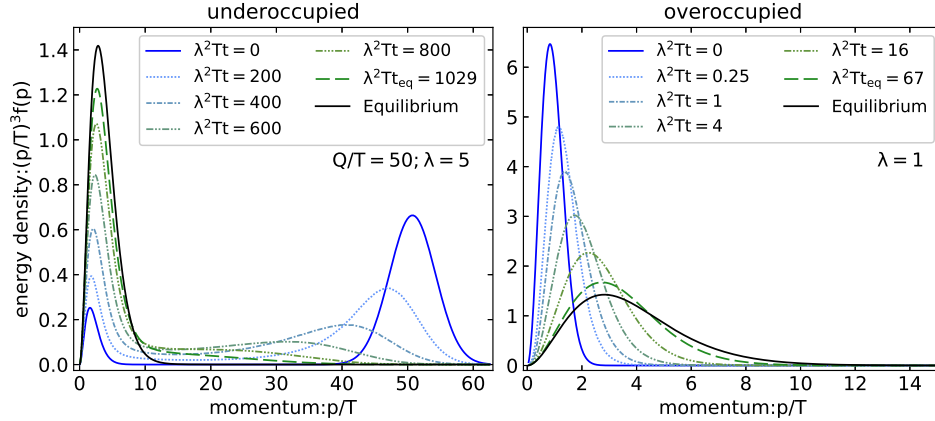 underoccupied
energy density:(p/T)³f(p)
1.4
1.2
1.0
0.8
0.6
0.4
0.2
0.0
λ²Tt = 0
λ²Tt = 200
λ²Tt = 400
λ²Tt = 600
λ²Tt = 800
λ²Tt_eq = 1029
Equilibrium
Q/T = 50; λ = 5
0 10 20 30 40 50 60
momentum:p/T
overoccupied
6
5
4
3
2
1
0
λ²Tt = 0
λ²Tt = 0.25
λ²Tt = 1
λ²Tt = 4
λ²Tt = 16
λ²Tt_eq = 67
Equilibrium
λ = 1
0 2 4 6 8 10 12 14
momentum:p/T